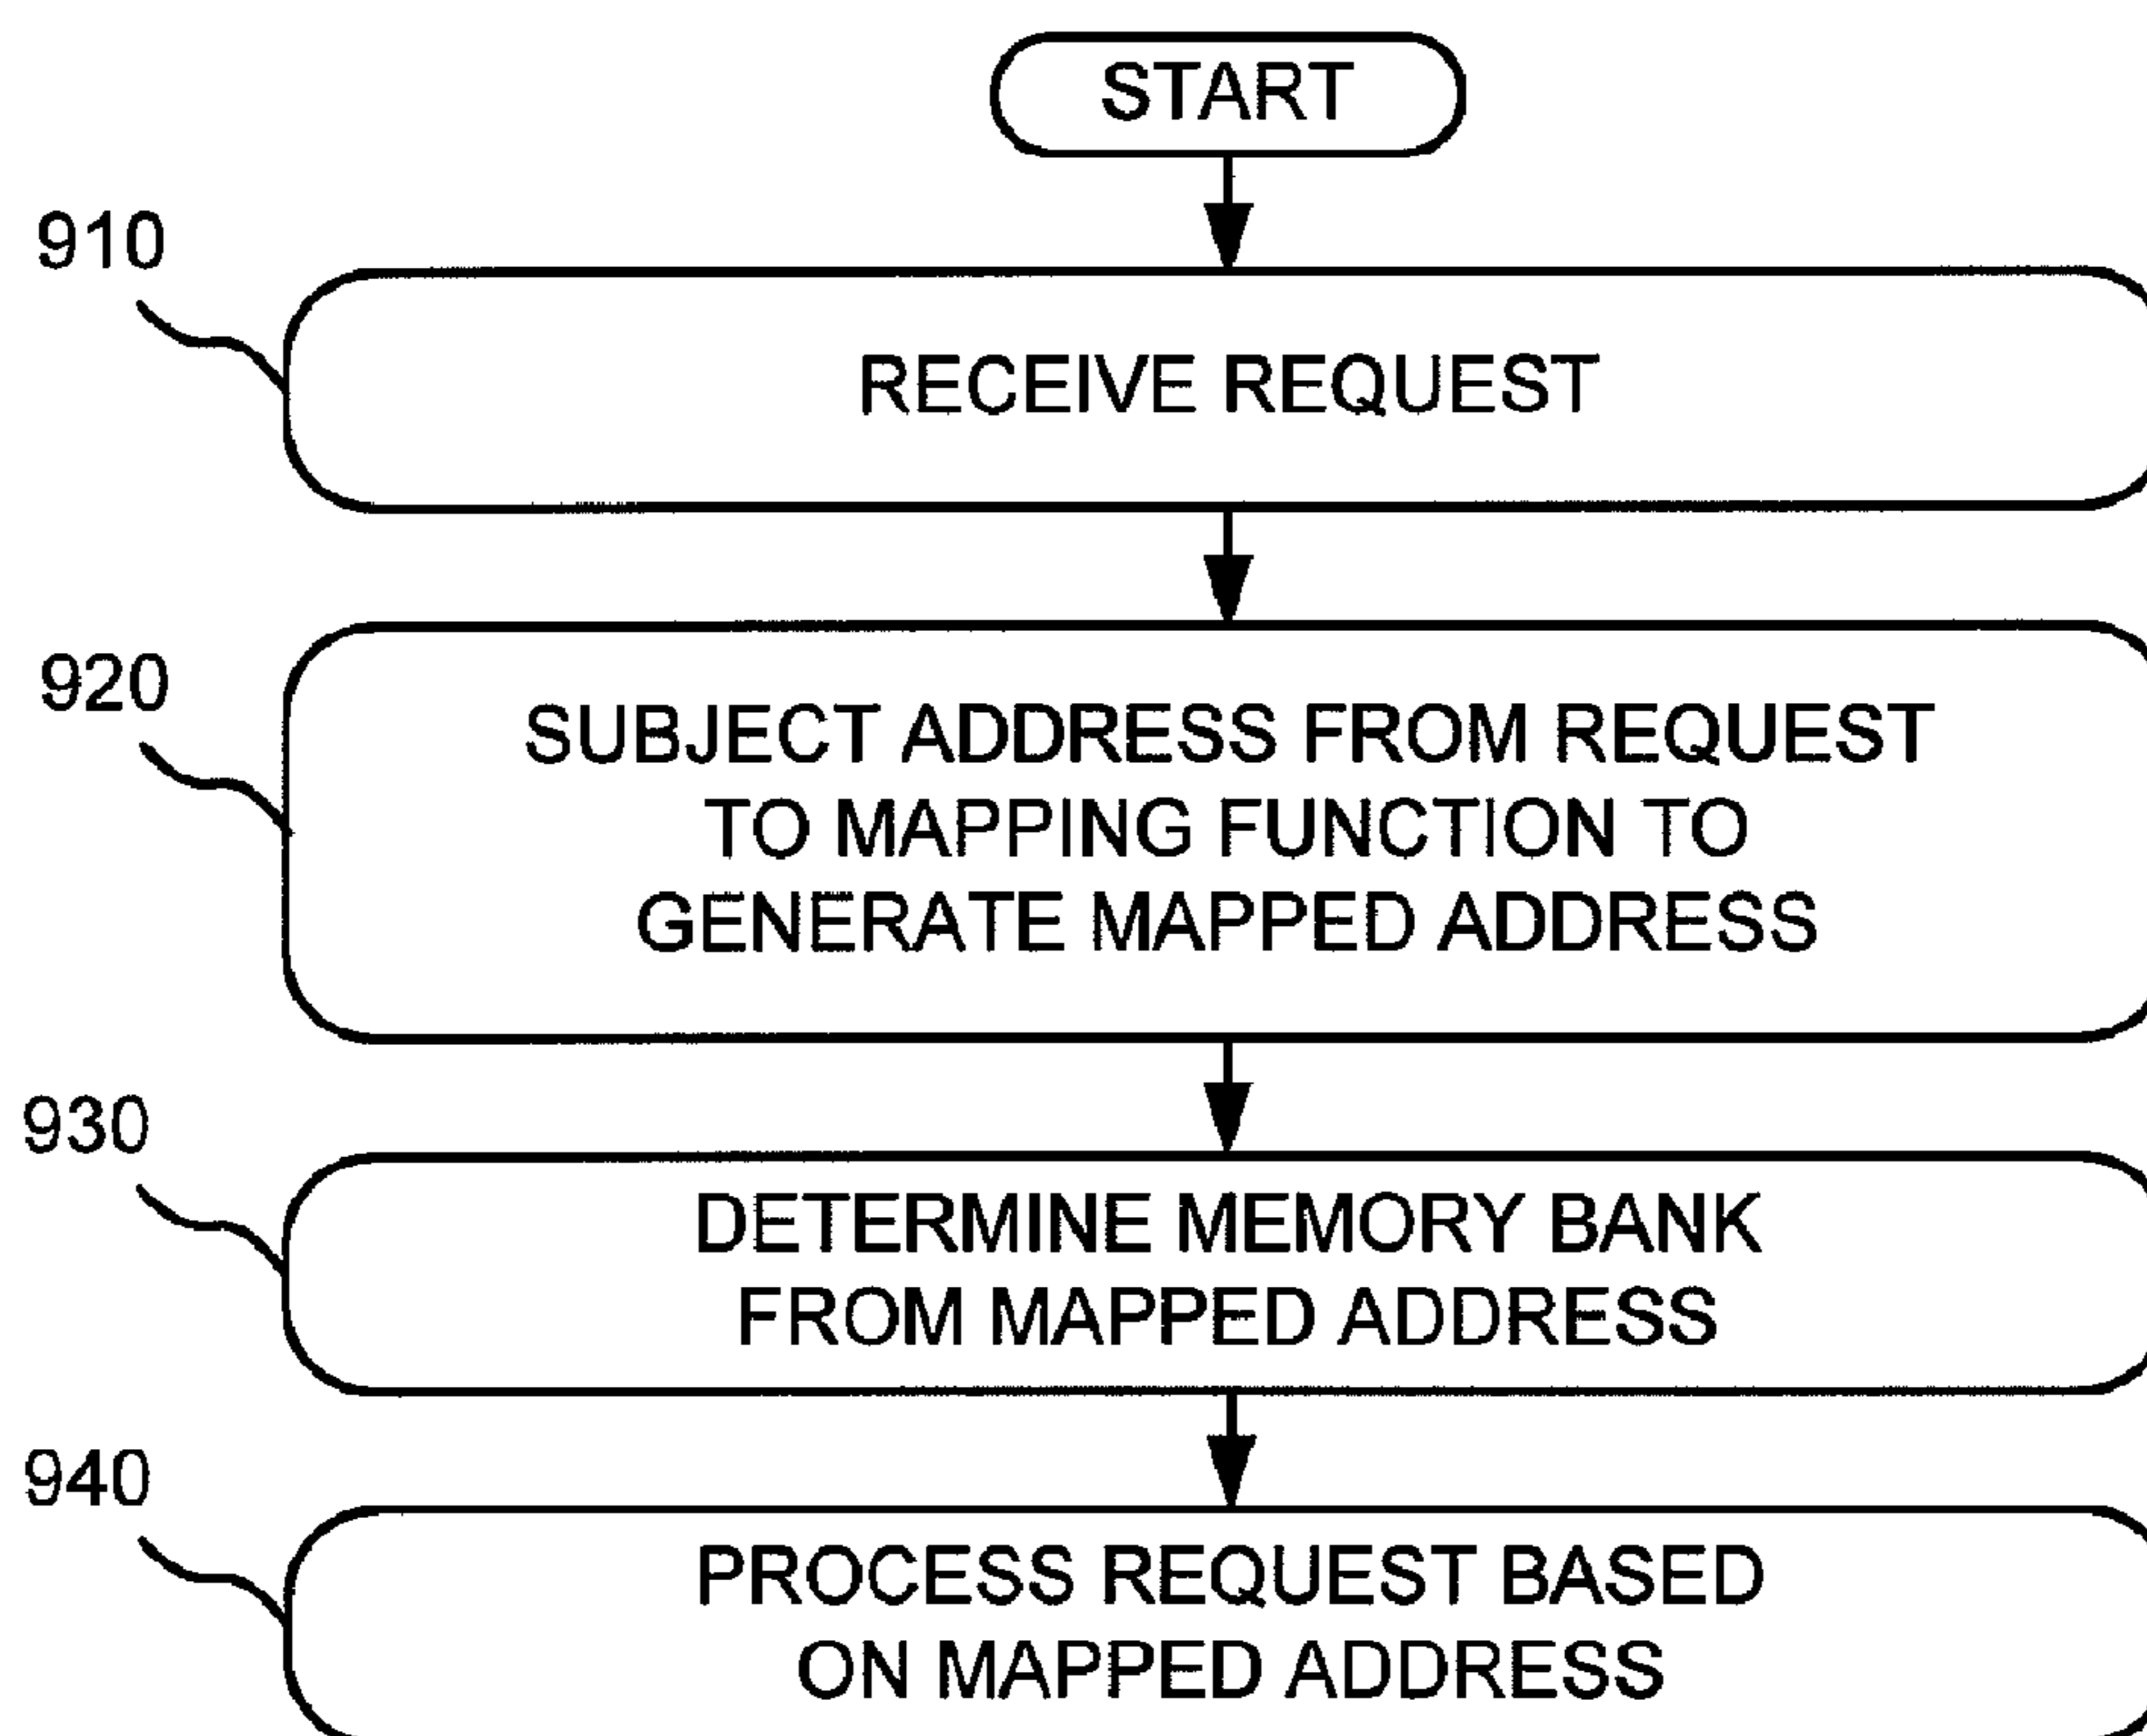 START
910
RECEIVE REQUEST
920
SUBJECT ADDRESS FROM REQUEST
TO MAPPING FUNCTION TO
GENERATE MAPPED ADDRESS
930
DETERMINE MEMORY BANK
FROM MAPPED ADDRESS
940
PROCESS REQUEST BASED
ON MAPPED ADDRESS